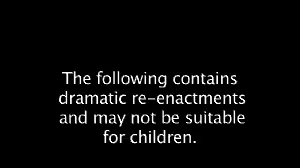 The following contains
dramatic re-enactments
and may not be suitable
for children.